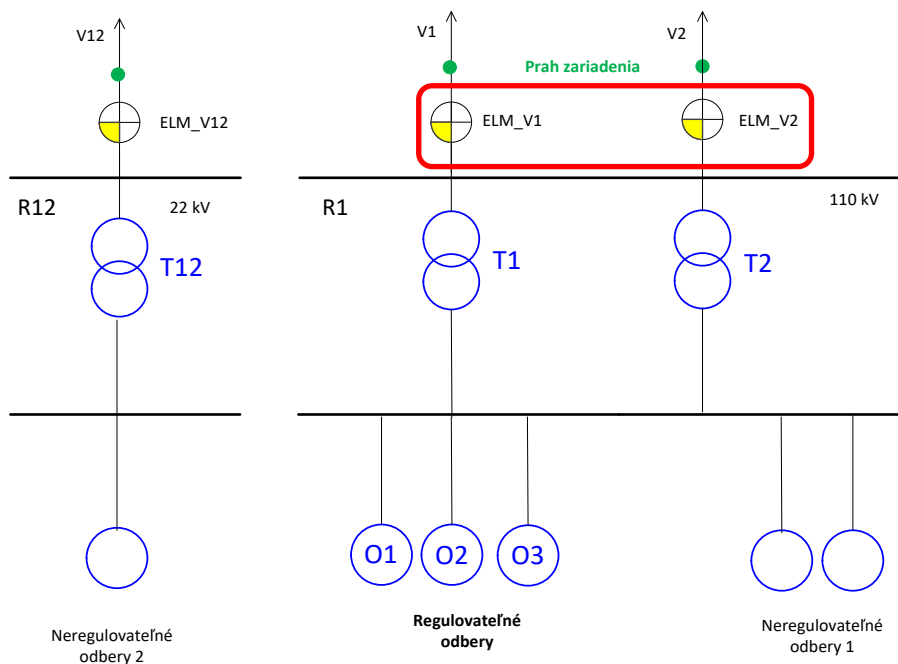 V12
V1
V2
Prah zariadenia
ELM_V12
ELM_V1
ELM_V2
R12
22 kV
R1
110 kV
T12
T1
T2
O1
O2
O3
Neregulovateľné
odbery 2
Regulovateľné
odbery
Neregulovateľné
odbery 1